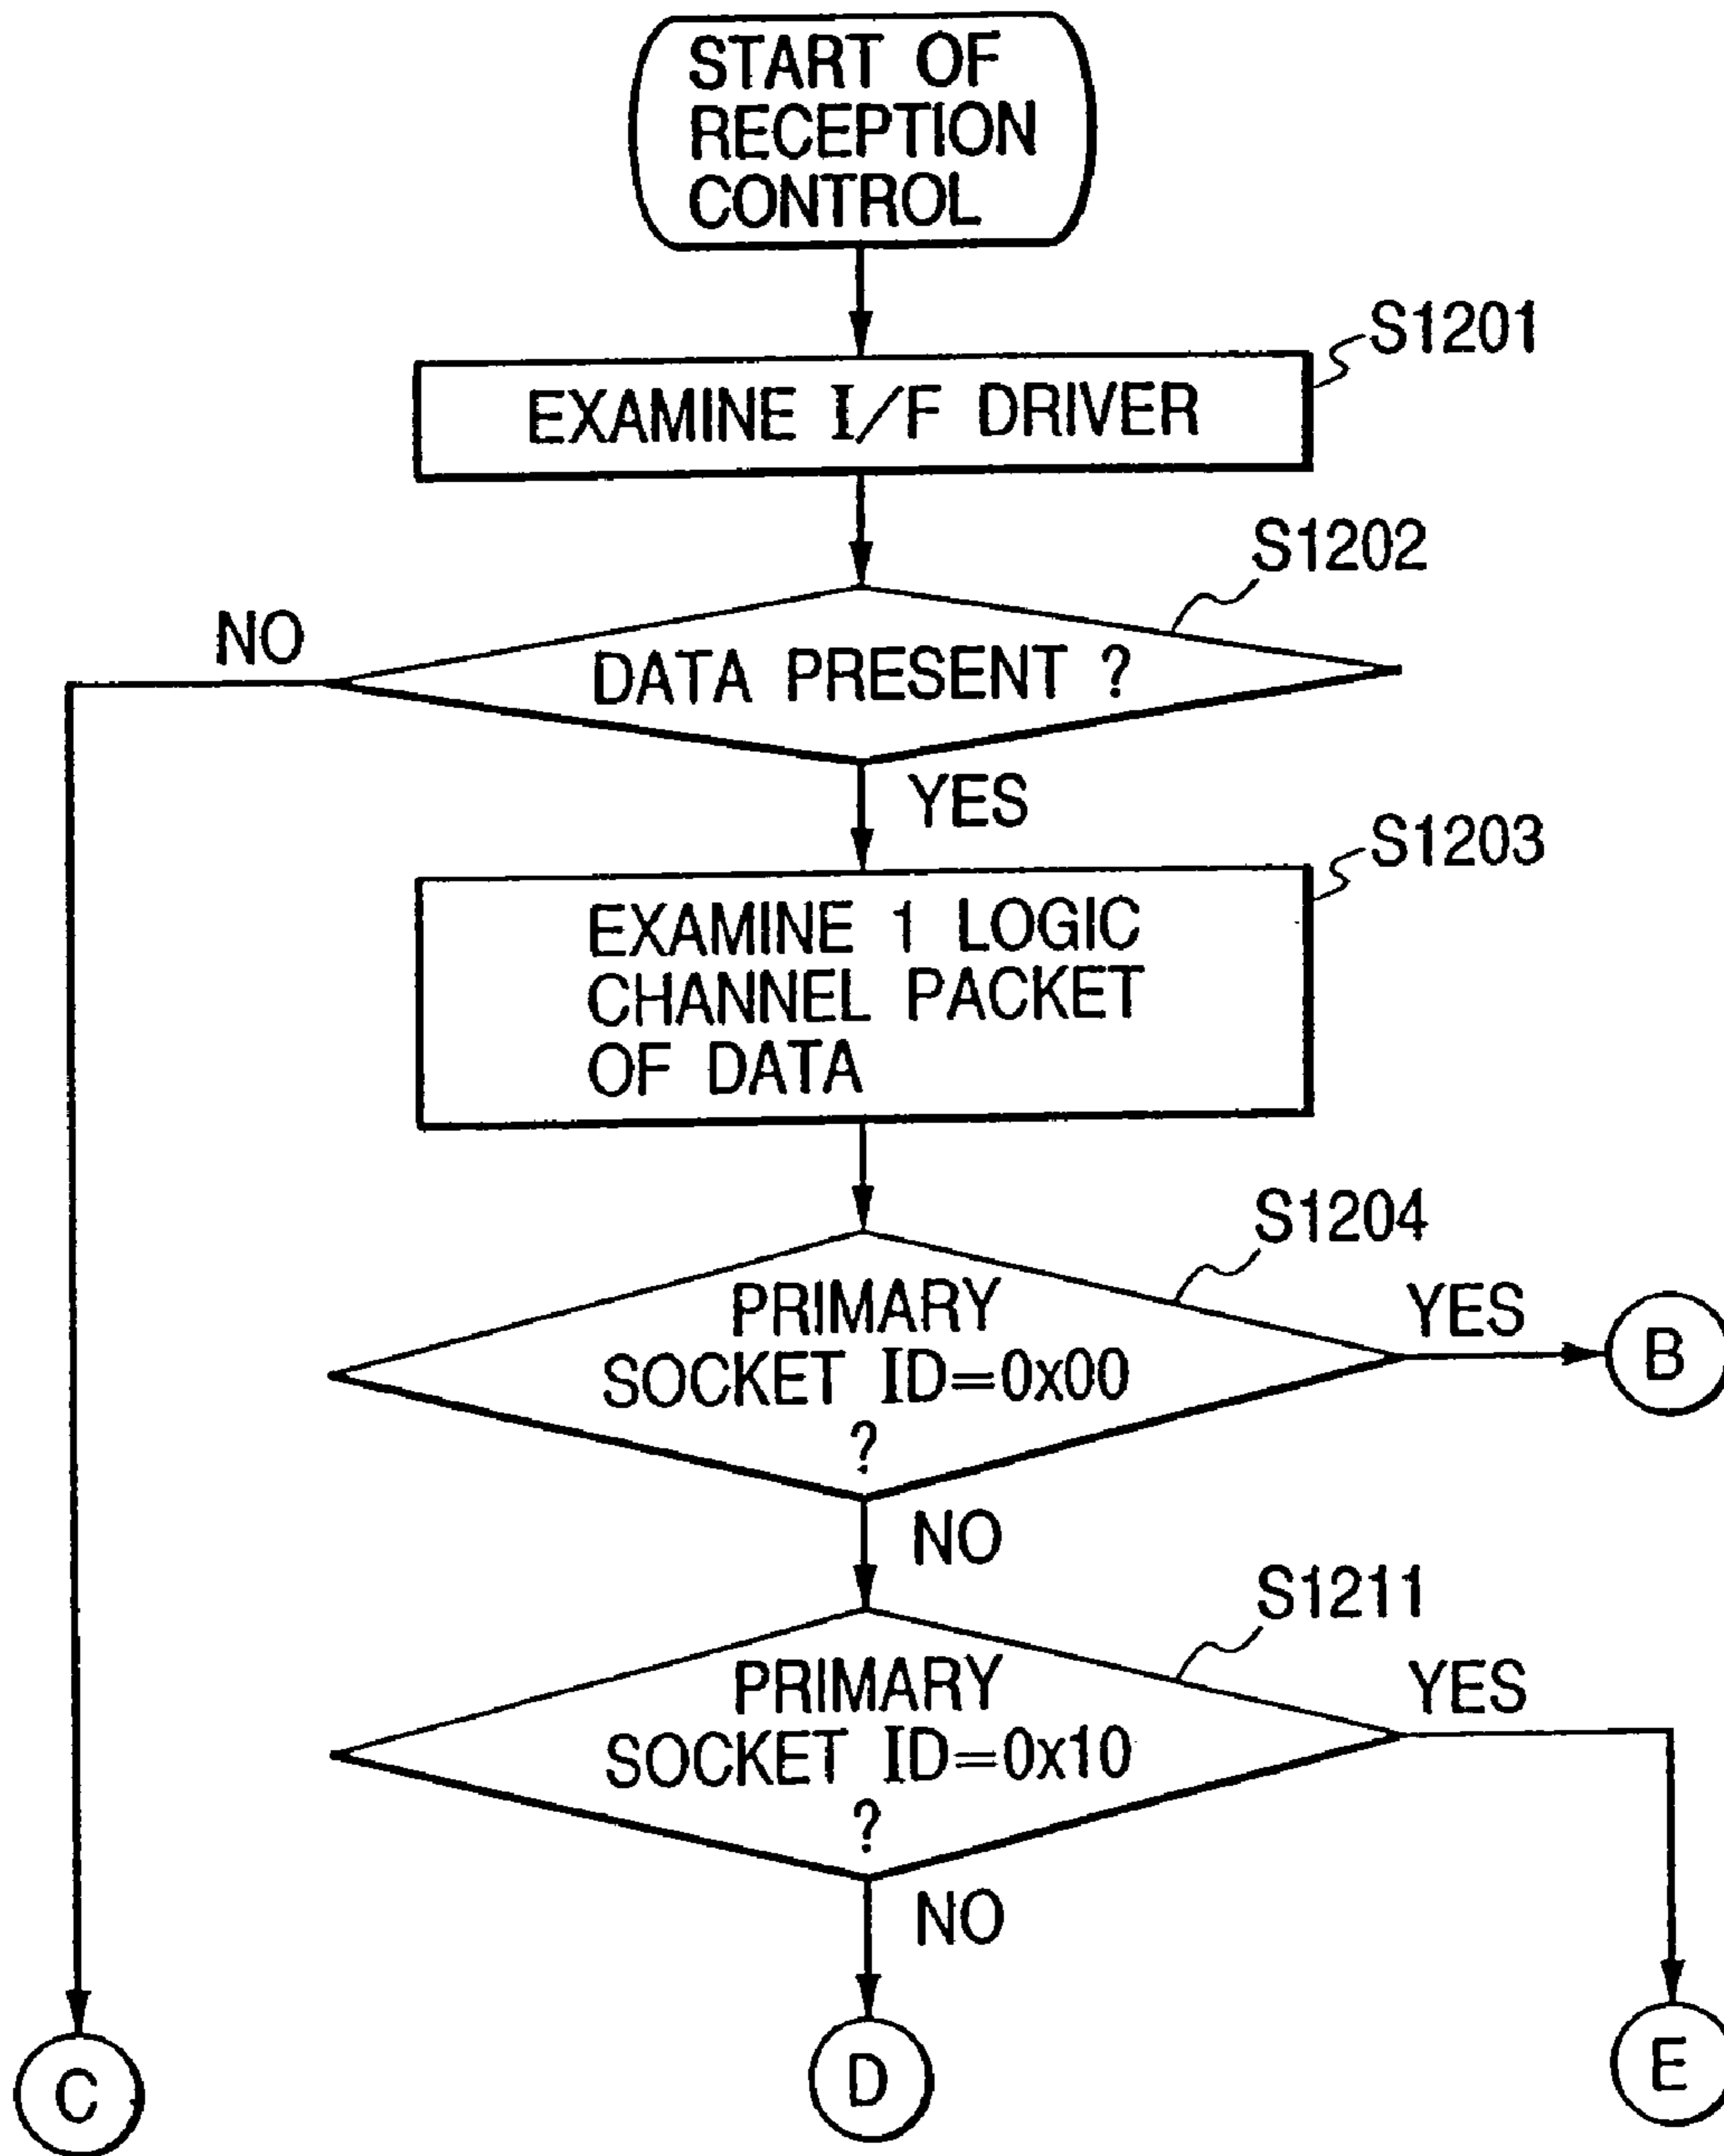 START OF
RECEPTION
CONTROL
S1201
EXAMINE I/F DRIVER
S1202
NO
DATA PRESENT ?
YES
S1203
EXAMINE 1 LOGIC
CHANNEL PACKET
OF DATA
S1204
PRIMARY
SOCKET ID=0x00
?
YES
B
NO
S1211
PRIMARY
SOCKET ID=0x10
?
YES
NO
C
D
E